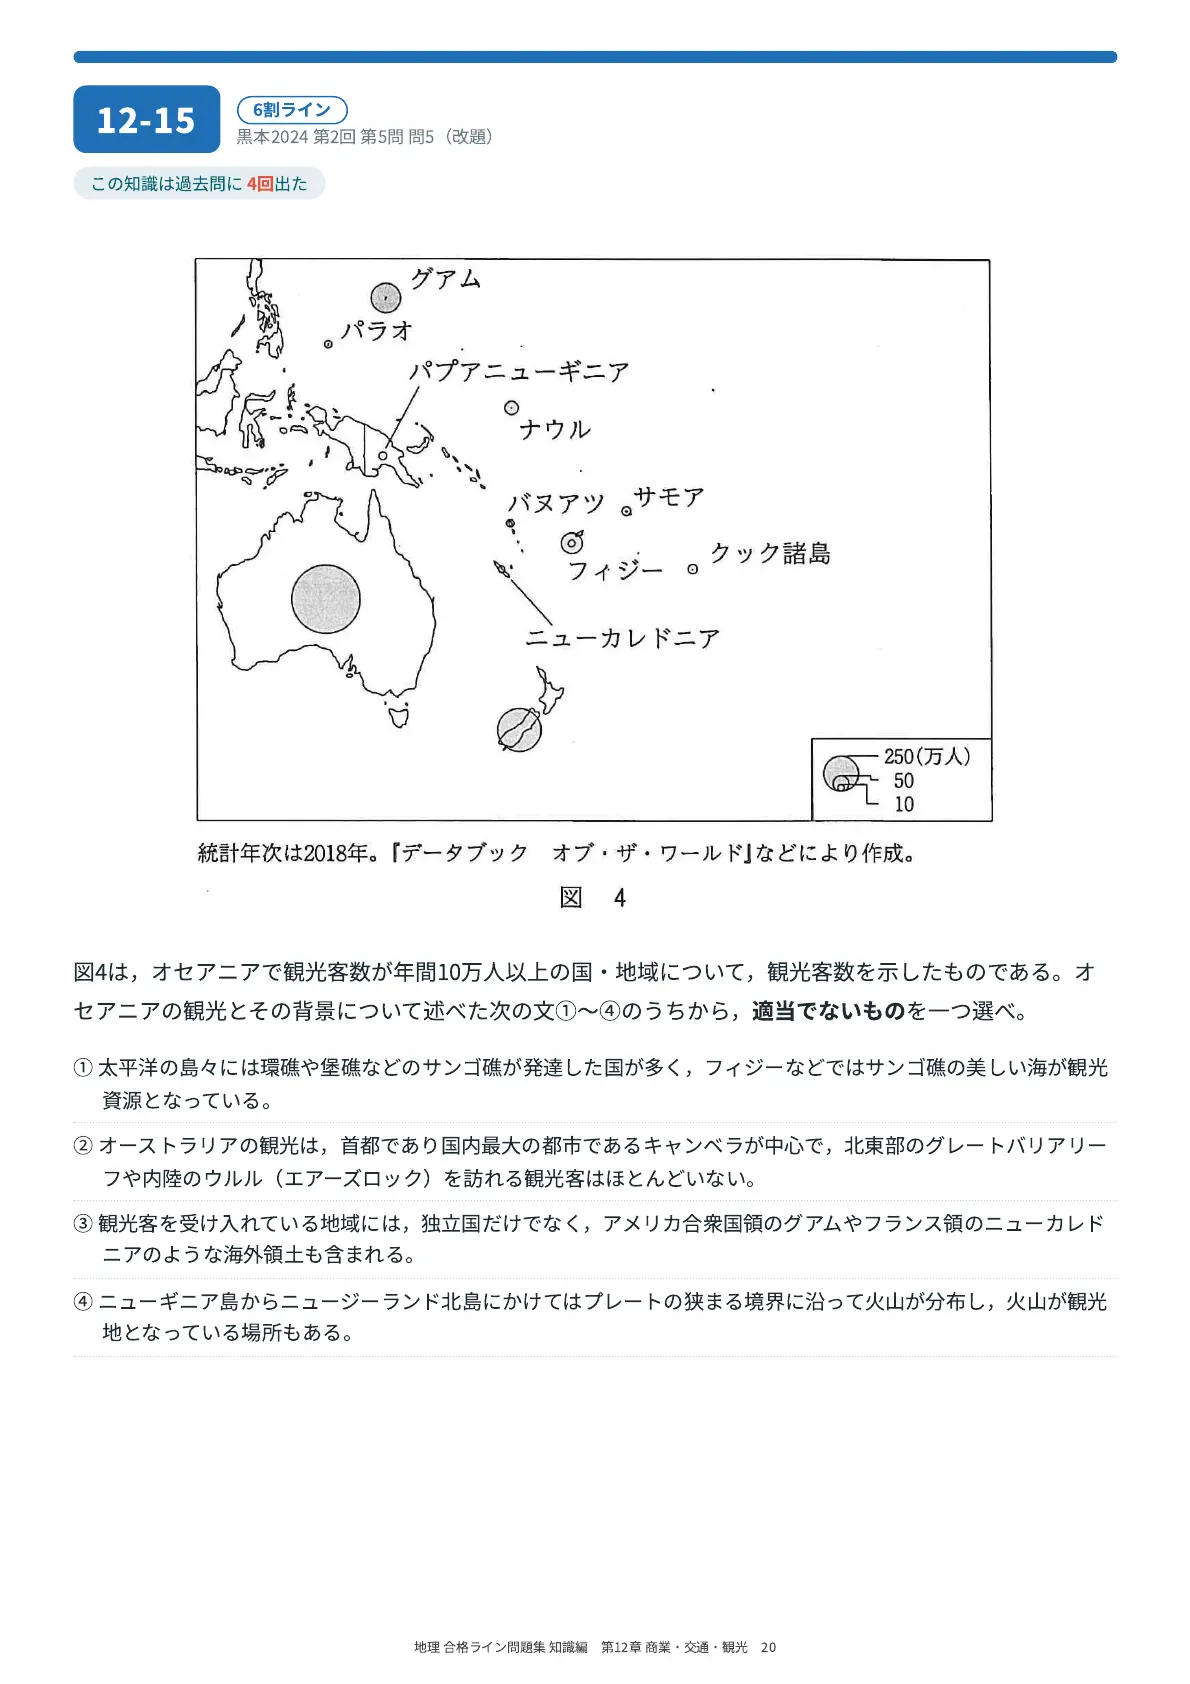 12-15
6割ライン
黒本2024 第2回 第5問 問5（改題）
この知識は過去問に 4回出た
グアム
パラオ
パプアニューギニア
ナウル
バヌアツ
サモア
フィジー
クック諸島
ニューカレドニア
250(万人)
50
10
統計年次は2018年。『データブック　オブ・ザ・ワールド』などにより作成。
図　4
図4は，オセアニアで観光客数が年間10万人以上の国・地域について，観光客数を示したものである。オ
セアニアの観光とその背景について述べた次の文①〜④のうちから，適当でないものを一つ選べ。
① 太平洋の島々には環礁や堡礁などのサンゴ礁が発達した国が多く，フィジーなどではサンゴ礁の美しい海が観光
資源となっている。
② オーストラリアの観光は，首都であり国内最大の都市であるキャンベラが中心で，北東部のグレートバリアリー
フや内陸のウルル（エアーズロック）を訪れる観光客はほとんどいない。
③ 観光客を受け入れている地域には，独立国だけでなく，アメリカ合衆国領のグアムやフランス領のニューカレド
ニアのような海外領土も含まれる。
④ ニューギニア島からニュージーランド北島にかけてはプレートの狭まる境界に沿って火山が分布し，火山が観光
地となっている場所もある。
地理 合格ライン問題集 知識編　第12章 商業・交通・観光　20